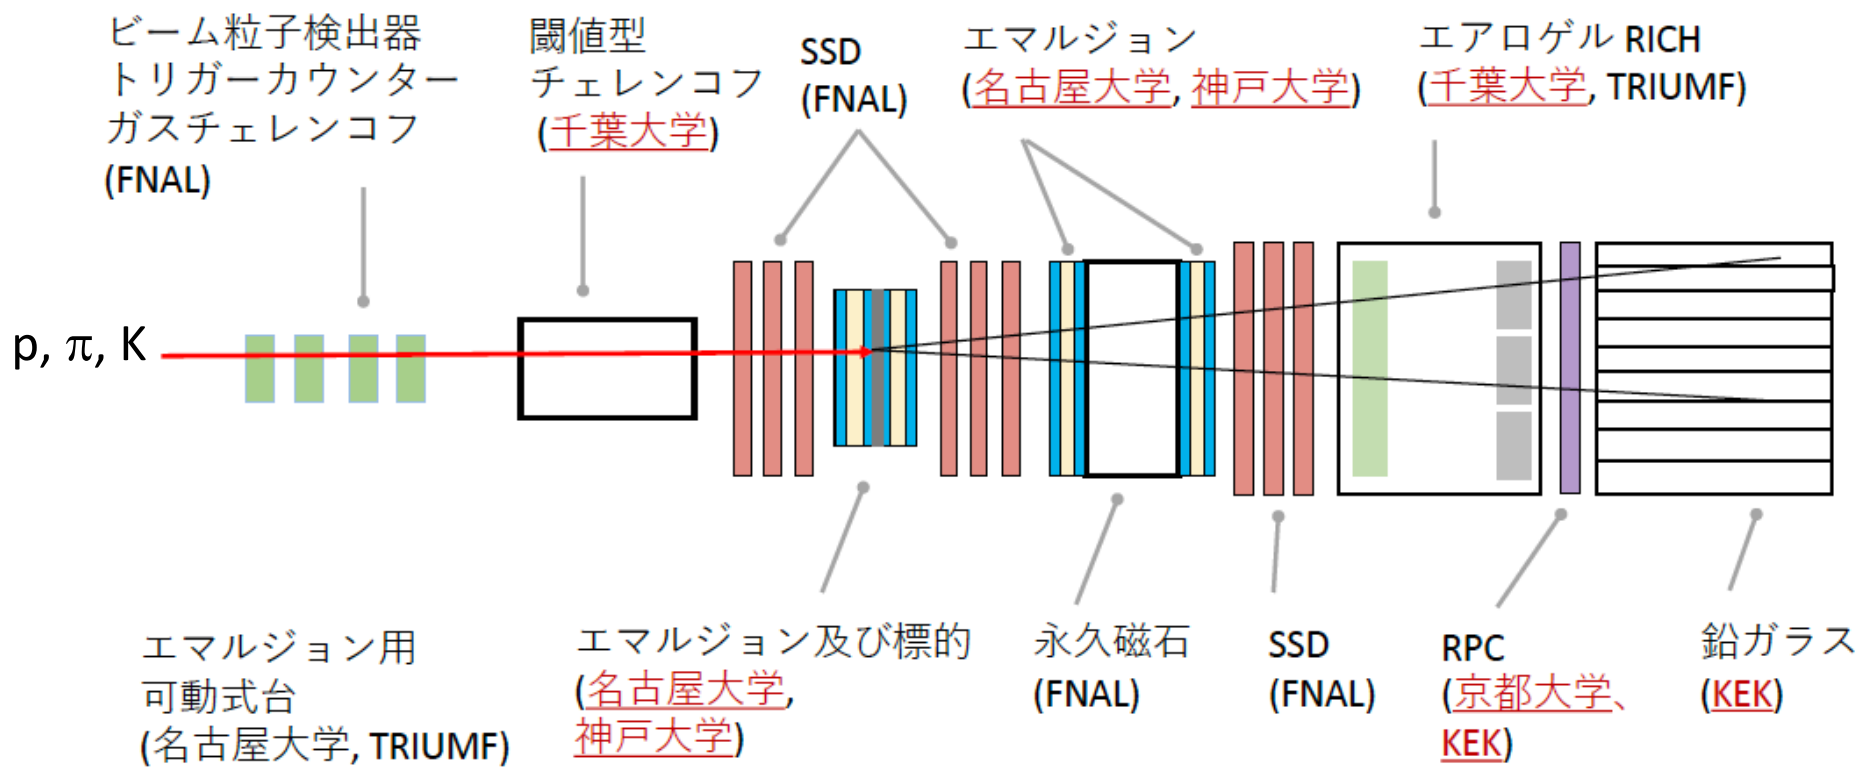 ビーム粒子検出器
トリガーカウンター
ガスチェレンコフ
(FNAL)
閾値型
チェレンコフ
(千葉大学)
SSD
(FNAL)
エマルジョン
(名古屋大学, 神戸大学)
エアロゲル RICH
(千葉大学, TRIUMF)
p, π, K
エマルジョン用
可動式台
(名古屋大学, TRIUMF)
エマルジョン及び標的
(名古屋大学,
神戸大学)
永久磁石
(FNAL)
SSD
(FNAL)
RPC
(京都大学、
KEK)
鉛ガラス
(KEK)